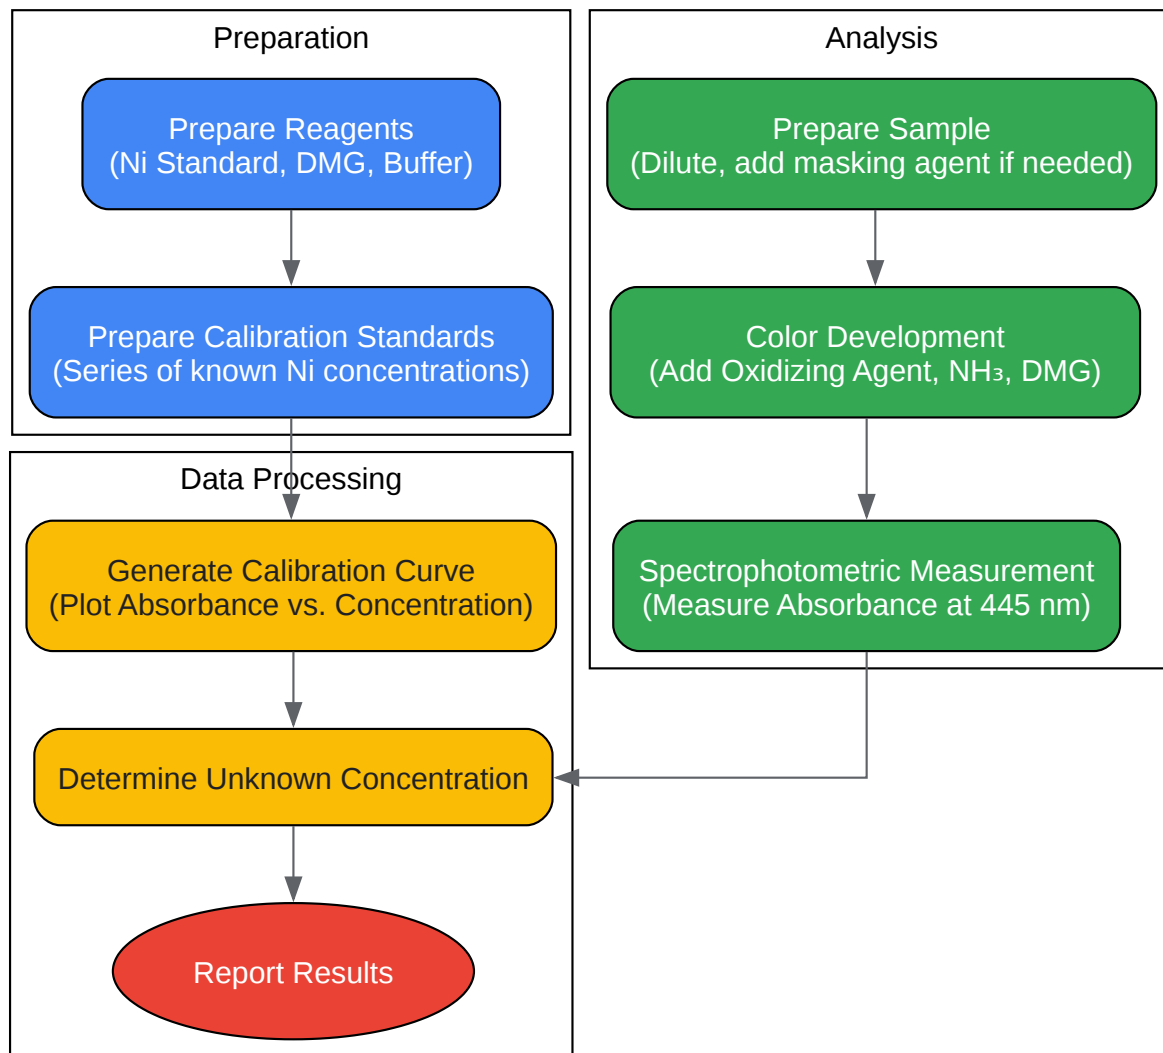 Preparation
Prepare Reagents
(Ni Standard, DMG, Buffer)
Prepare Calibration Standards
(Series of known Ni concentrations)
Analysis
Prepare Sample
(Dilute, add masking agent if needed)
Color Development
(Add Oxidizing Agent, NH₃, DMG)
Spectrophotometric Measurement
(Measure Absorbance at 445 nm)
Data Processing
Generate Calibration Curve
(Plot Absorbance vs. Concentration)
Determine Unknown Concentration
Report Results